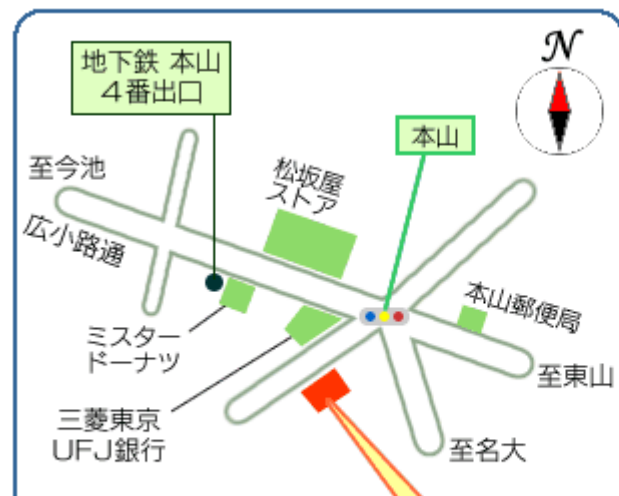 地下鉄 本山
4番出口
N
本山
至今池
松坂屋
ストア
広小路通
本山郵便局
ミスター
ドーナツ
至東山
三菱東京
UFJ銀行
至名大